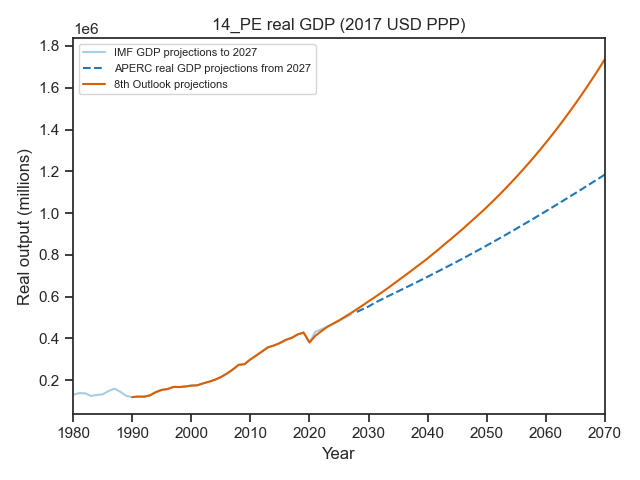 14_PE real GDP (2017 USD PPP)
1e6
IMF GDP projections to 2027
APERC real GDP projections from 2027
8th Outlook projections
Real output (millions)
1.8
1.6
1.4
1.2
1.0
0.8
0.6
0.4
0.2
1980 1990 2000 2010 2020 2030 2040 2050 2060 2070
Year